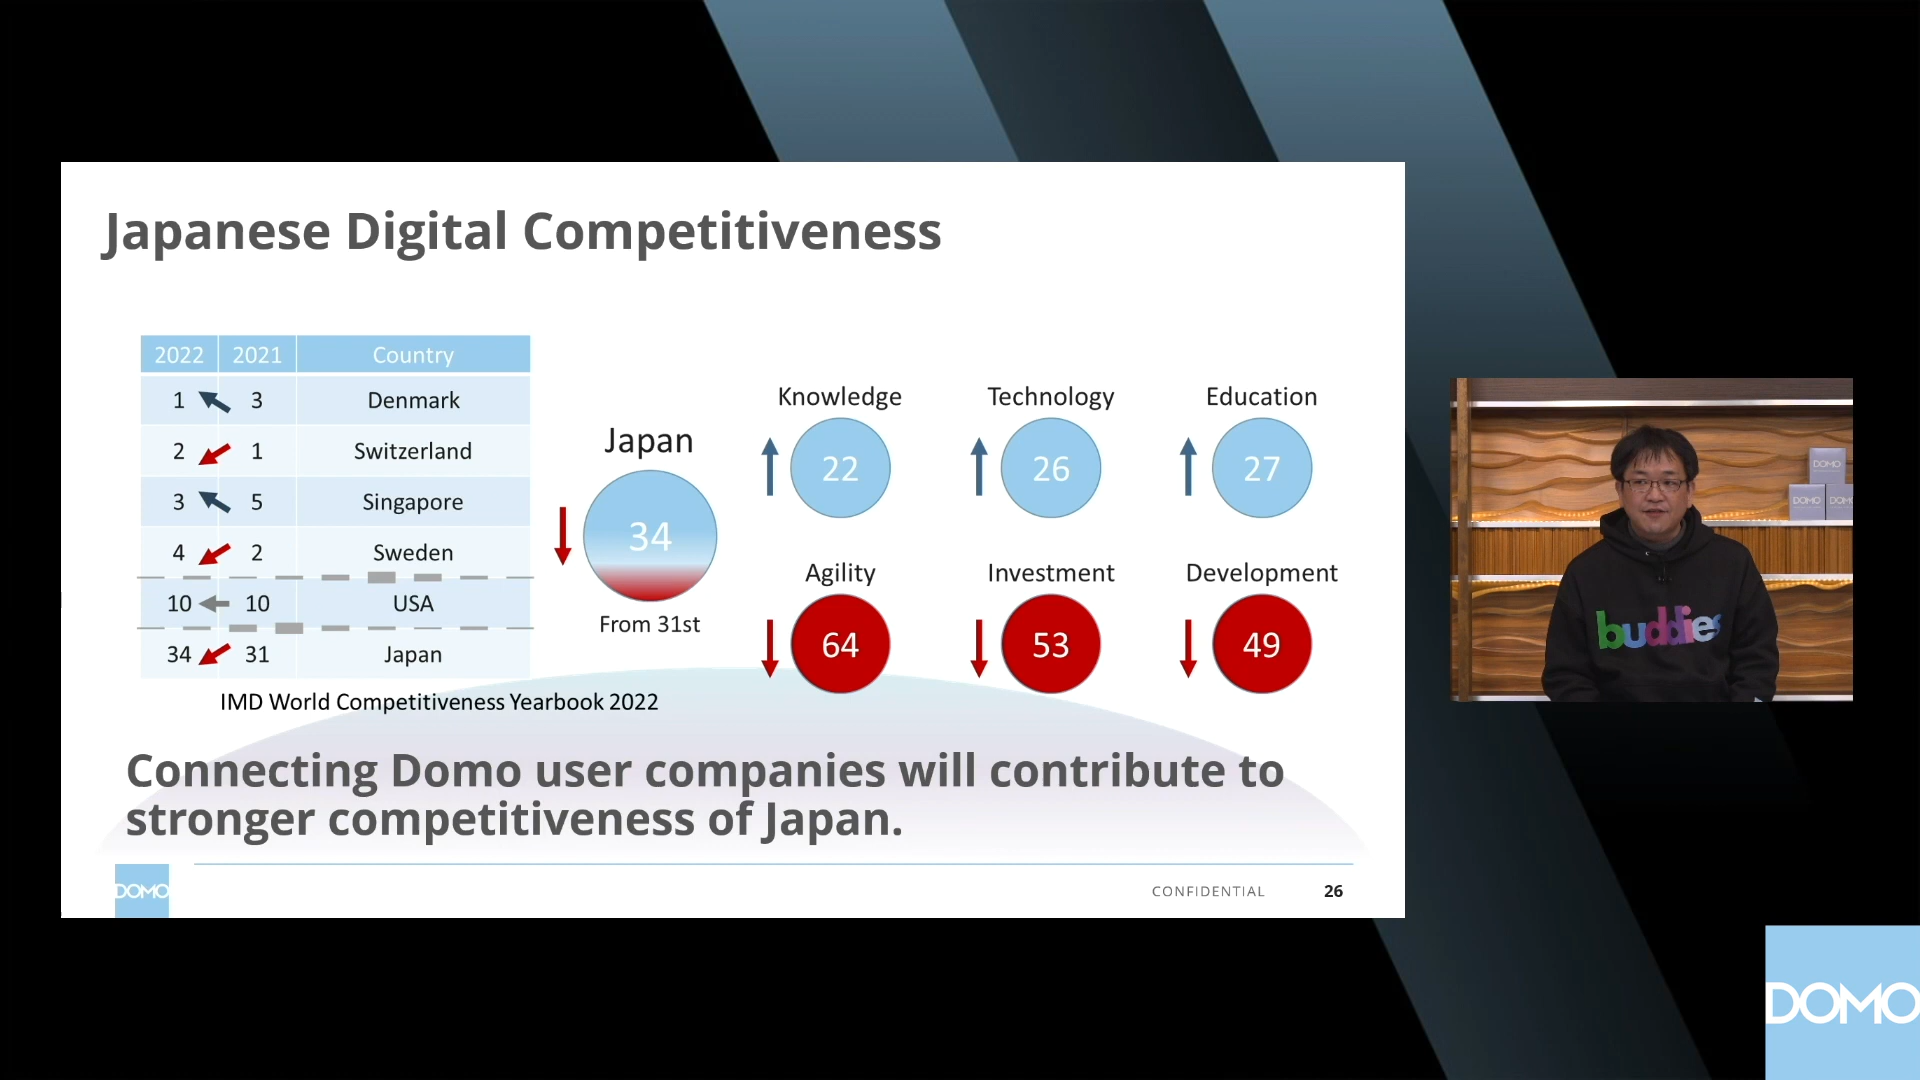 Japanese Digital Competitiveness
2022 2021 Country
1 3 Denmark
2 1 Switzerland
3 5 Singapore
4 2 Sweden
10 10 USA
34 31 Japan
IMD World Competitiveness Yearbook 2022
Japan
34
From 31st
Knowledge Technology Education
22 26 27
Agility Investment Development
64 53 49
Connecting Domo user companies will contribute to
stronger competitiveness of Japan.
DOMO
CONFIDENTIAL 26
DOMO
DOMO DOMO
buddies
DOMO